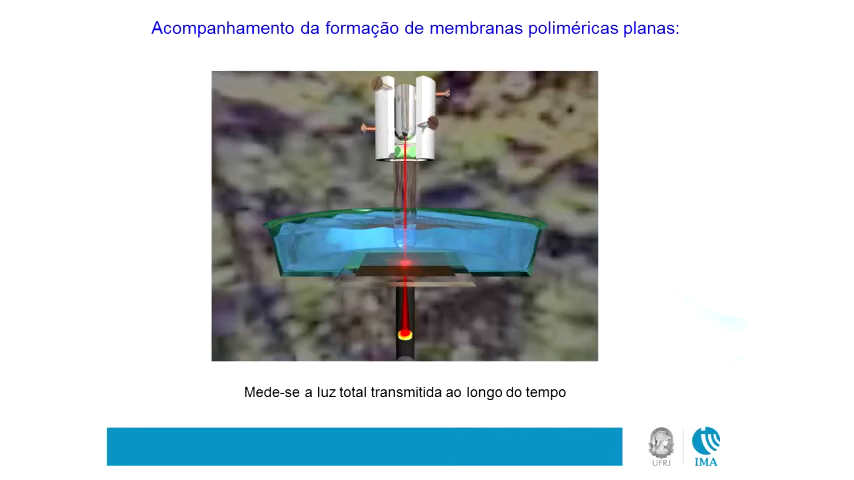 Acompanhamento da formação de membranas poliméricas planas:
Mede-se a luz total transmitida ao longo do tempo
UFRJ
IMA